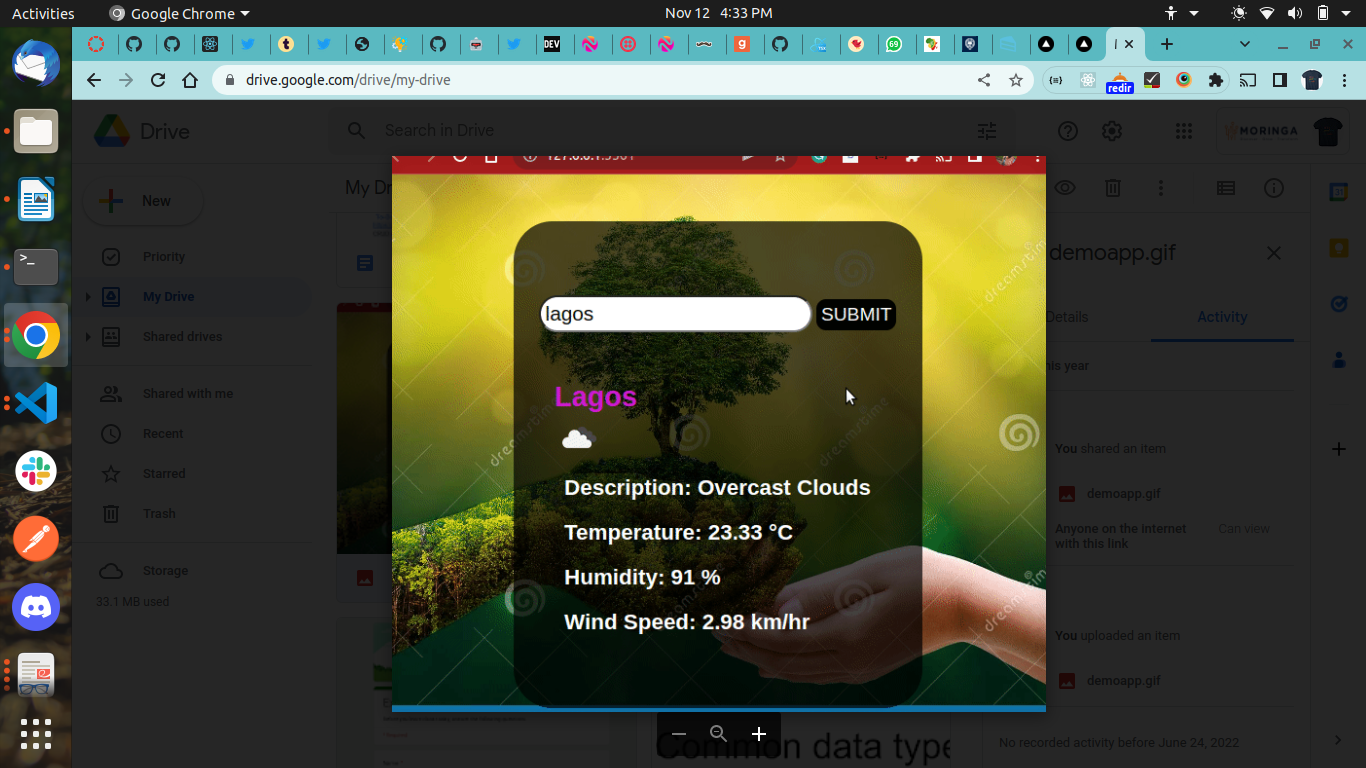 Activities
Google Chrome
Nov 12 4:33 PM
DEV
69
drive.google.com/drive/my-drive
redir
Drive
Search in Drive
MORINGA
New
My Dr
demoapp.gif
Priority
My Drive
Shared drives
Shared with me
Recent
Starred
Trash
Storage
33.1 MB used
lagos
SUBMIT
Lagos
Description: Overcast Clouds
Temperature: 23.33 °C
Humidity: 91 %
Wind Speed: 2.98 km/hr
dreamstime
Details
Activity
his year
You shared an item
demoapp.gif
Anyone on the internet
with this link
Can view
You uploaded an item
demoapp.gif
No recorded activity before June 24, 2022
Common data type